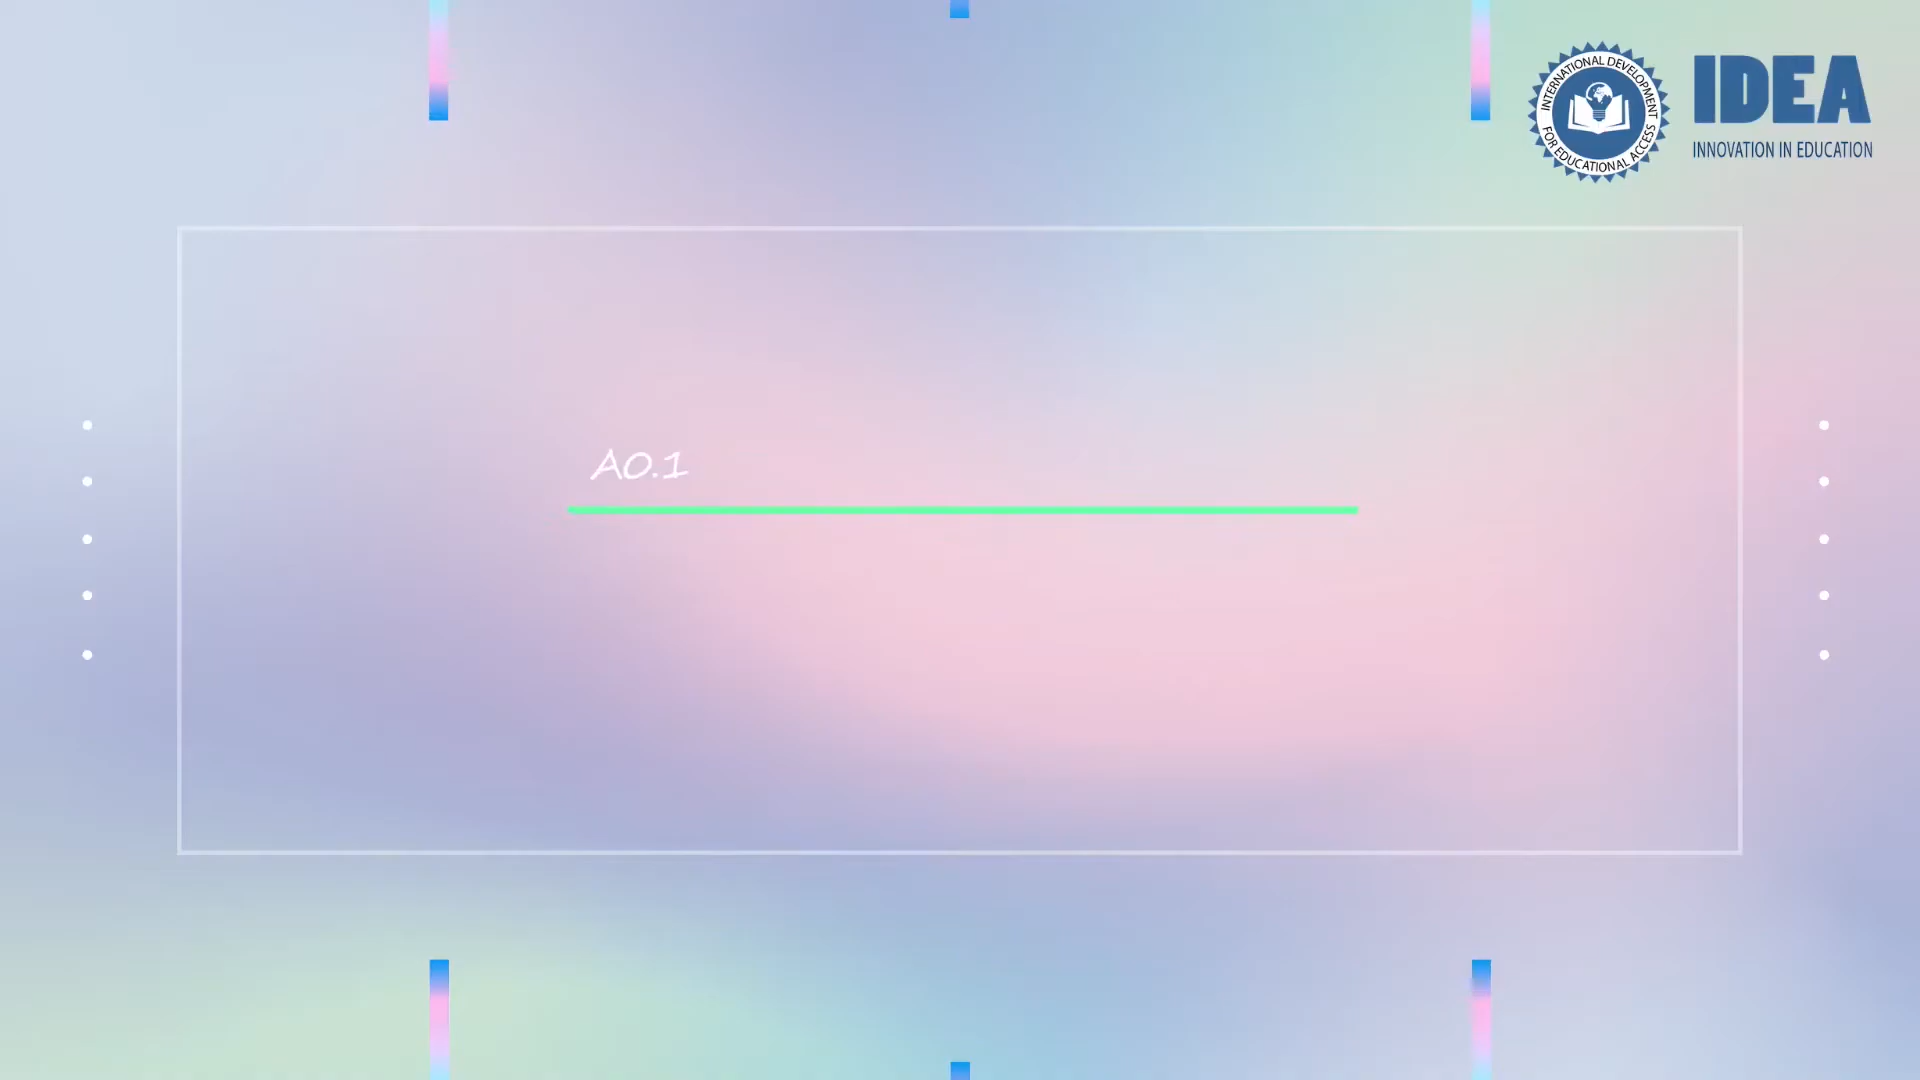 INTERNATIONAL DEVELOPMENT
FOR EDUCATIONAL ACCESS
IDEA
INNOVATION IN EDUCATION
A0.1